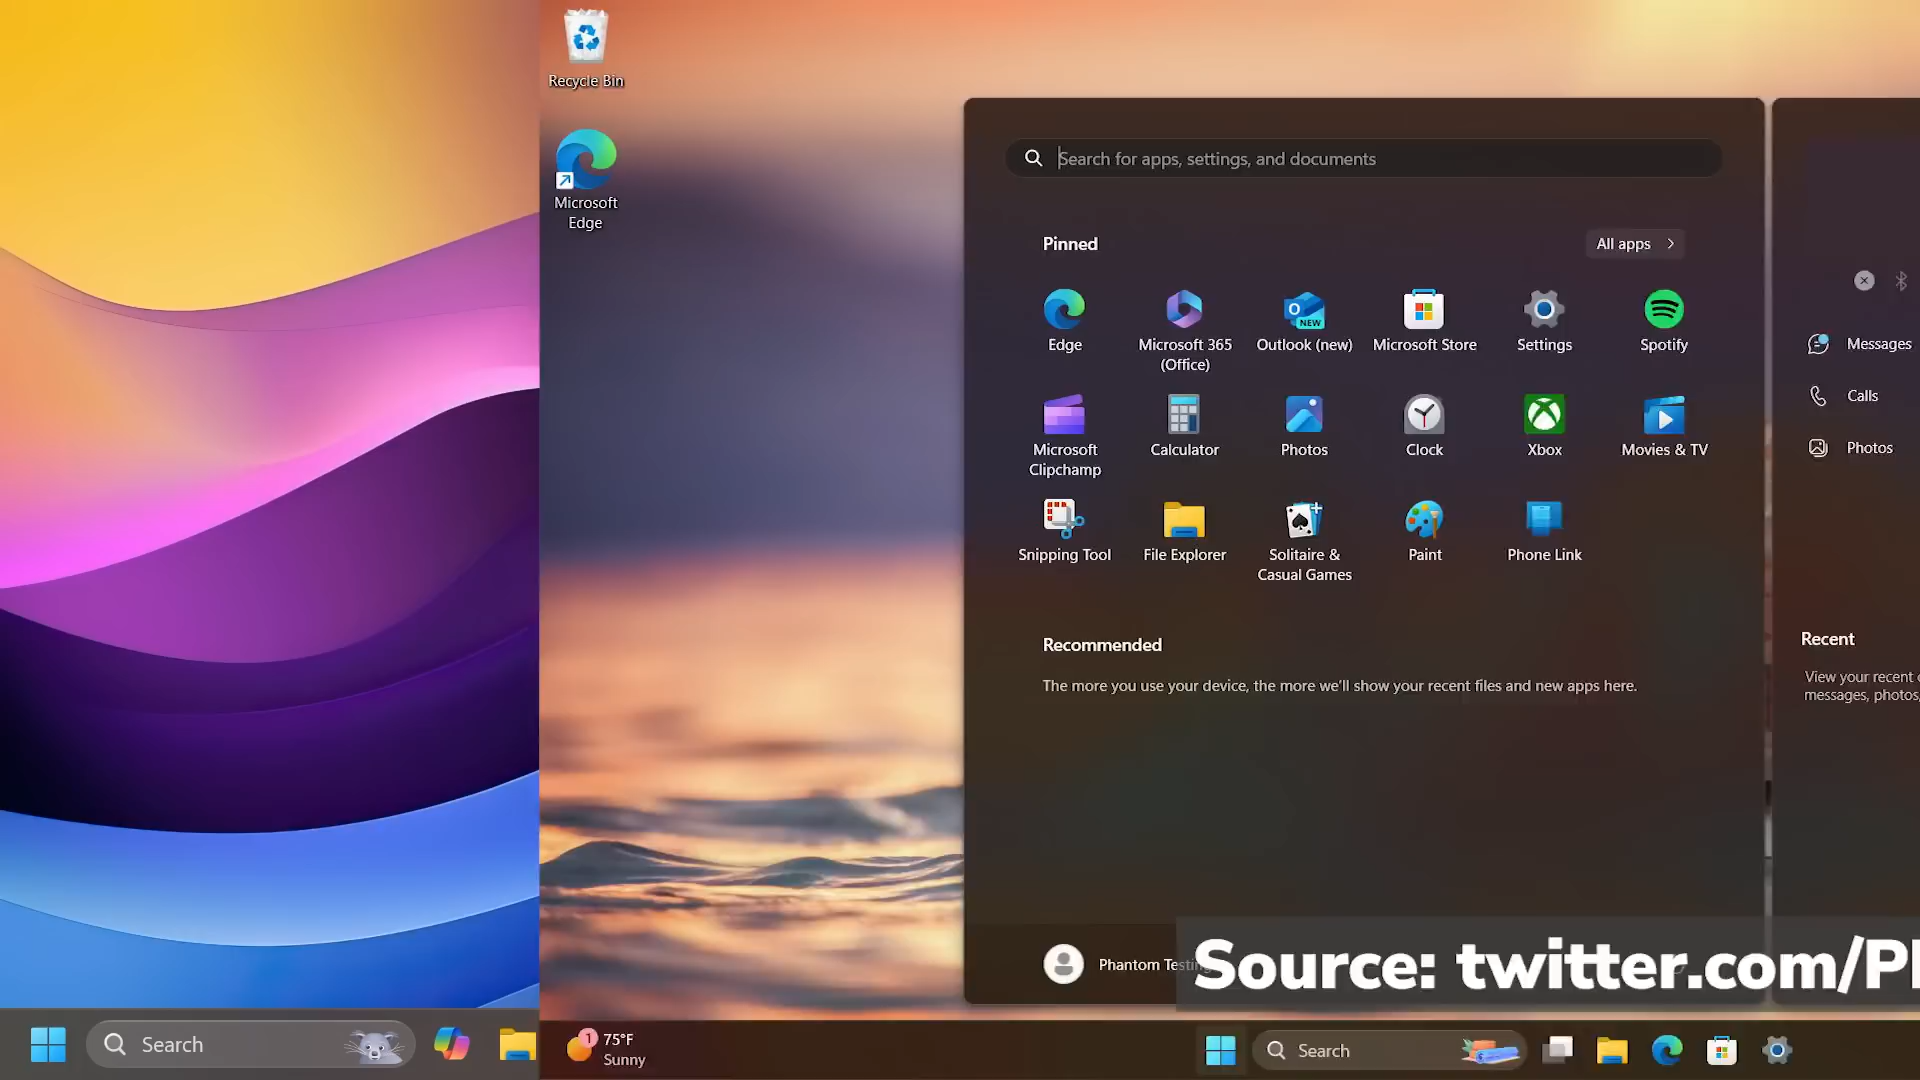 Recycle Bin
Microsoft
Edge
Search for apps, settings, and documents
Pinned
All apps
Edge
Microsoft 365
(Office)
Outlook (new)
NEW
Microsoft Store
Settings
Spotify
Microsoft
Clipchamp
Calculator
Photos
Clock
Xbox
Movies & TV
Snipping Tool
File Explorer
Solitaire &
Casual Games
Paint
Phone Link
Recommended
The more you use your device, the more we'll show your recent files and new apps here.
Messages
Calls
Photos
Recent
View your recent
messages, photos,
Phantom Testing
Source: twitter.com/P
Search
1
75°F
Sunny
Search